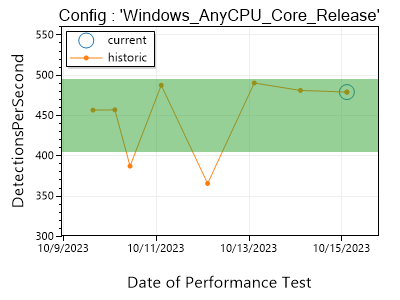 Config : 'Windows_AnyCPU_Core_Release'
current
historic
DetectionsPerSecond
550
500
450
400
350
300
10/9/2023 10/11/2023 10/13/2023 10/15/2023
Date of Performance Test